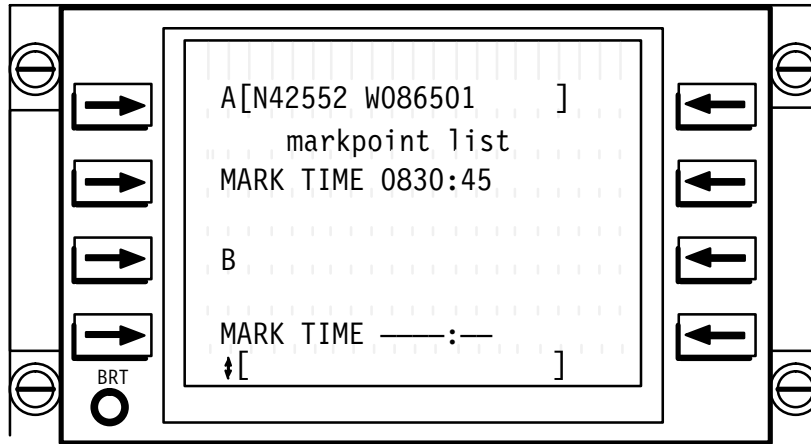 A[N42552 W086501 ]
markpoint list
MARK TIME 0830:45
B
MARK TIME ––––:––
[ ]
BRT